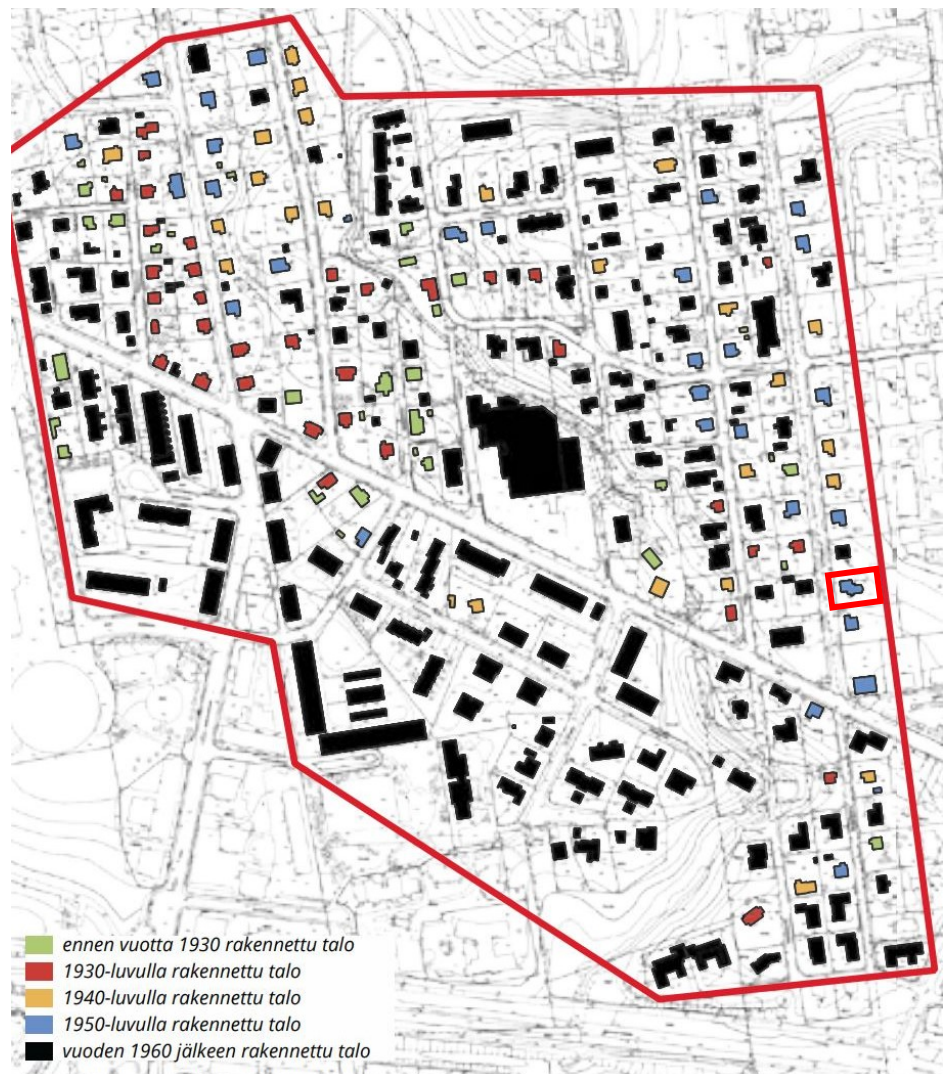 ennen vuotta 1930 rakennettu talo
1930-luvulla rakennettu talo
1940-luvulla rakennettu talo
1950-luvulla rakennettu talo
vuoden 1960 jälkeen rakennettu talo